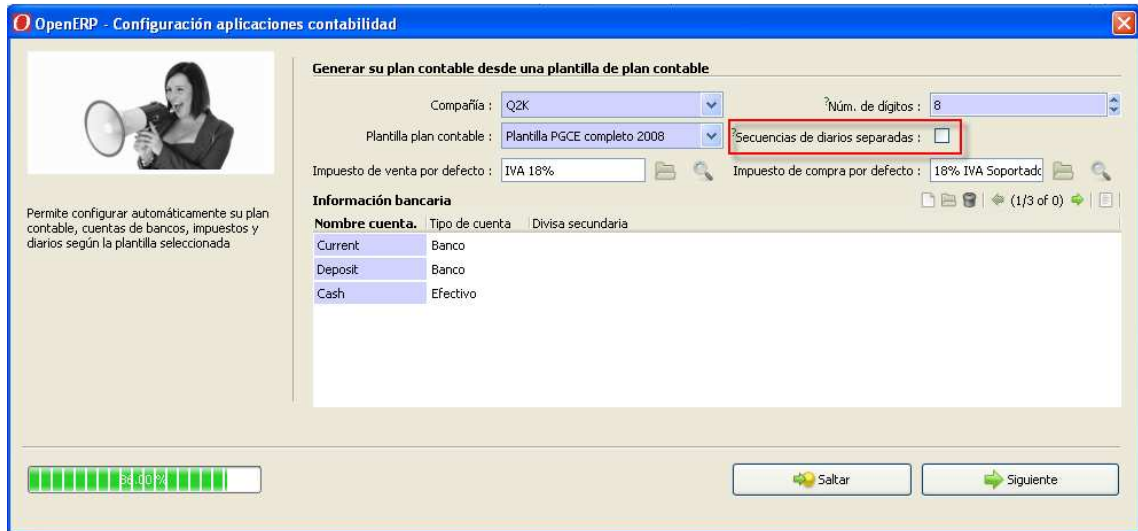 OpenERP - Configuración aplicaciones contabilidad
Generar su plan contable desde una plantilla de plan contable
Compañía : Q2K ?Núm. de dígitos : 8
Plantilla plan contable : Plantilla PGCE completo 2008 ?Secuencias de diarios separadas :
Impuesto de venta por defecto : IVA 18% Impuesto de compra por defecto : 18% IVA Soportadc
Información bancaria (1/3 of 0)
Nombre cuenta. Tipo de cuenta Divisa secundaria
Current Banco
Deposit Banco
Cash Efectivo
Permite configurar automáticamente su plan
contable, cuentas de bancos, impuestos y
diarios según la plantilla seleccionada
Saltar Siguiente